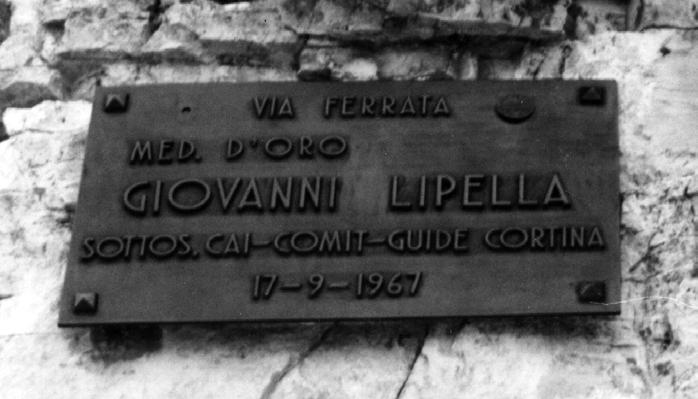 VIA FERRATA
MED. D'ORO
GIOVANNI LIPELLA
SOTTOS. CAI-COMIT-GUIDE CORTINA
17-9-1967